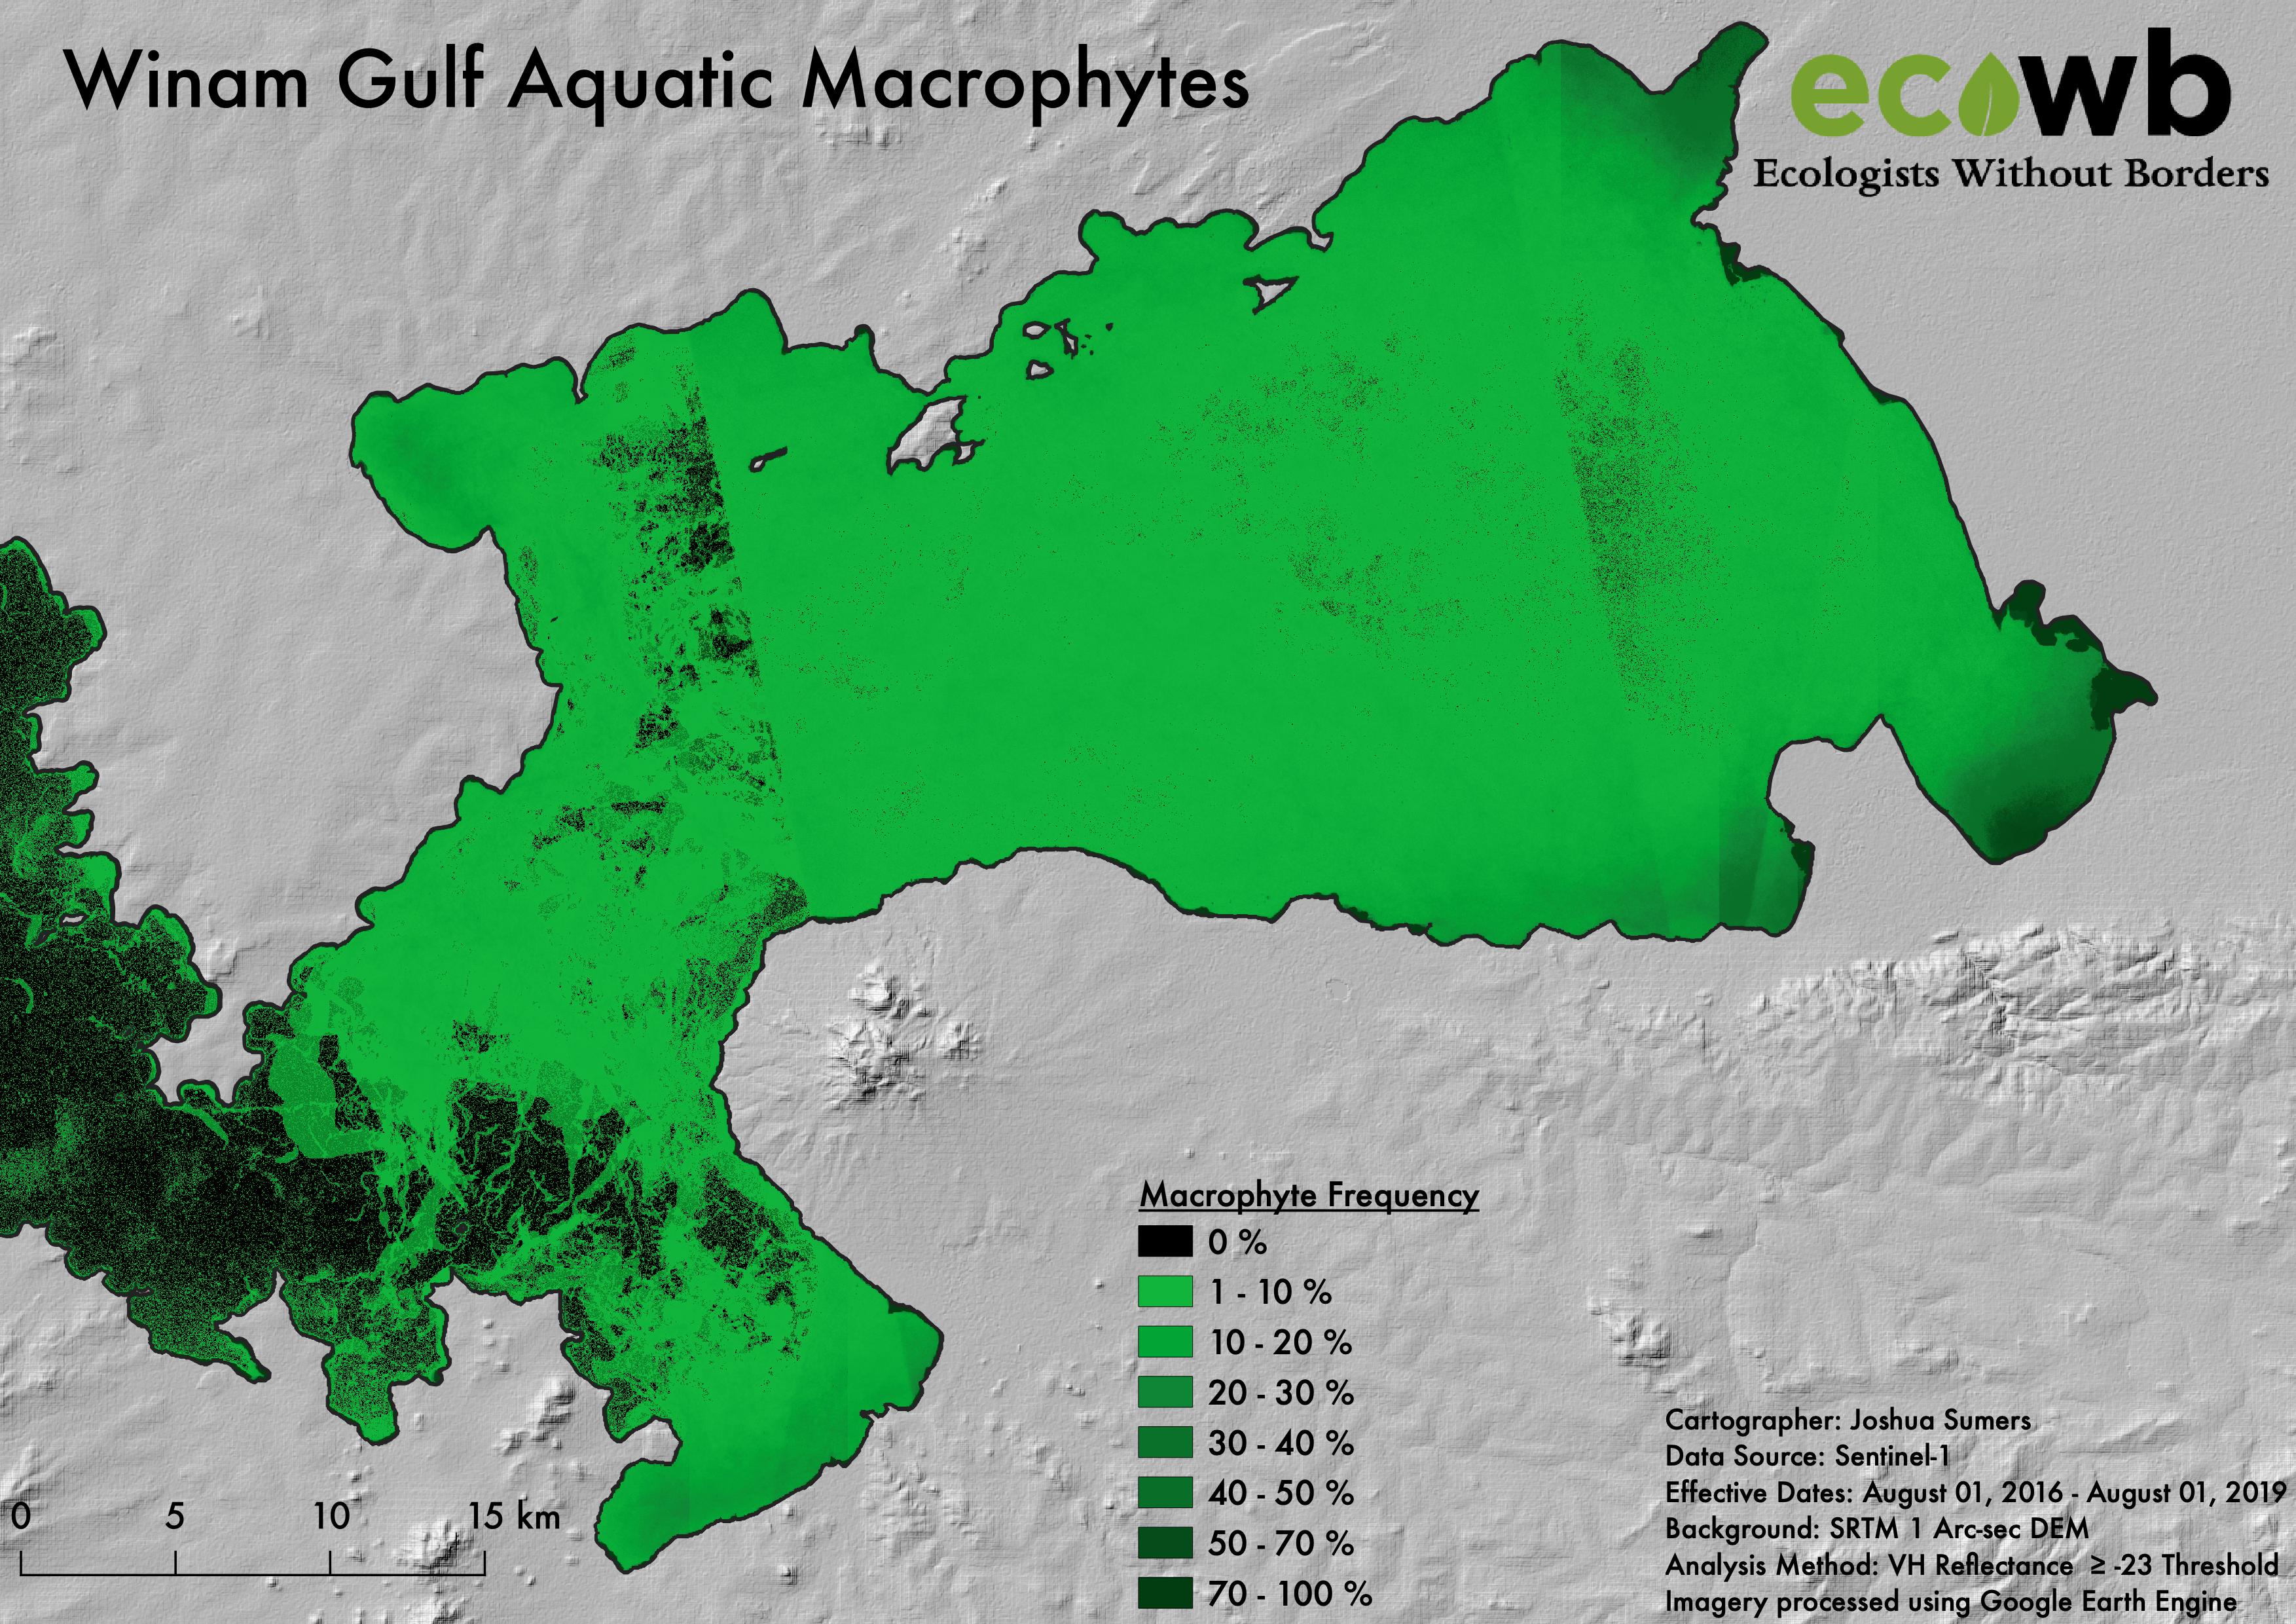 Winam Gulf Aquatic Macrophytes
ecowb
Ecologists Without Borders
Macrophyte Frequency
0 %
1 - 10 %
10 - 20 %
20 - 30 %
30 - 40 %
40 - 50 %
50 - 70 %
70 - 100 %
0 5 10 15 km
Cartographer: Joshua Sumers
Data Source: Sentinel-1
Effective Dates: August 01, 2016 - August 01, 2019
Background: SRTM 1 Arc-sec DEM
Analysis Method: VH Reflectance ≥ -23 Threshold
Imagery processed using Google Earth Engine